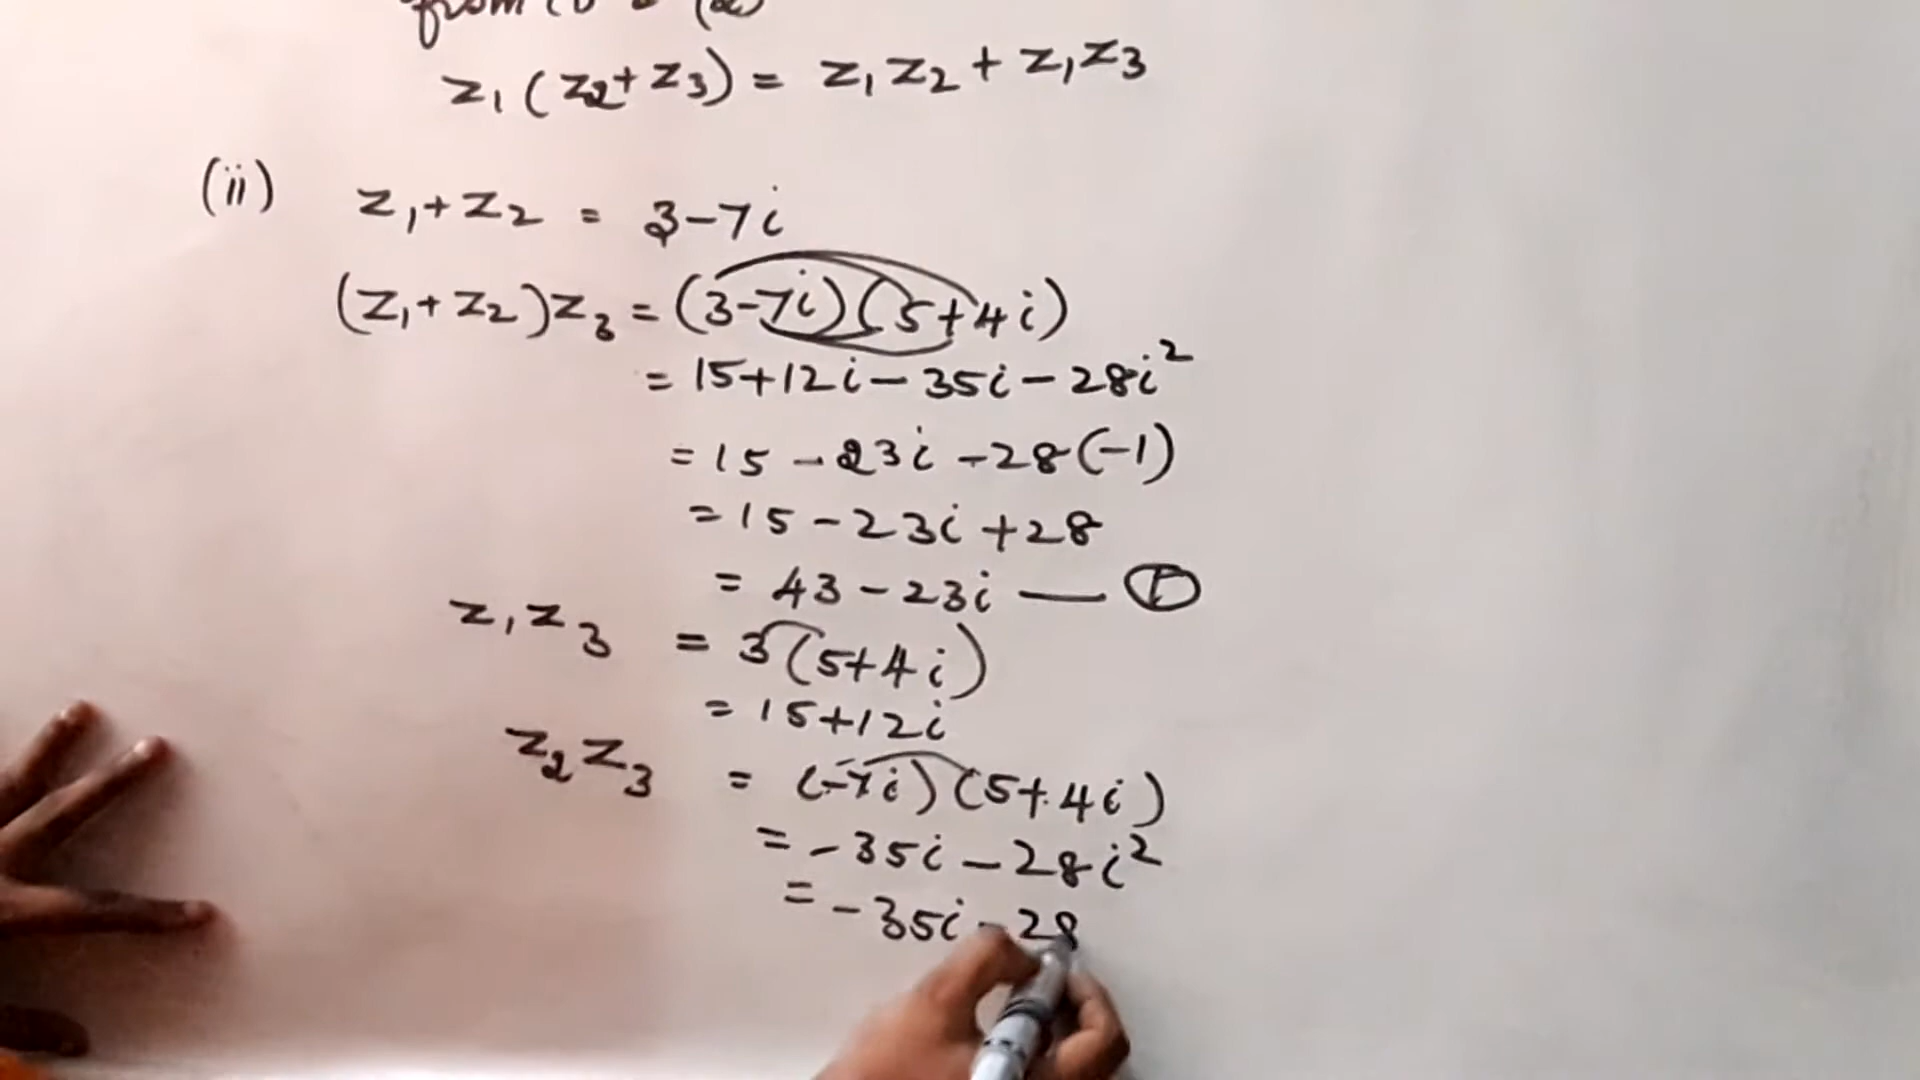 from
z₁(z₂+z₃) = z₁z₂+z₁z₃
(ii) z₁+z₂ = 3-7i
(z₁+z₂)z₃ = (3-7i)(5+4i)
= 15+12i-35i-28i²
= 15-23i-28(-1)
= 15-23i+28
= 43-23i — ①
z₁z₃ = 3(5+4i)
= 15+12i
z₂z₃ = (-7i)(5+4i)
= -35i-28i²
= -35i-28